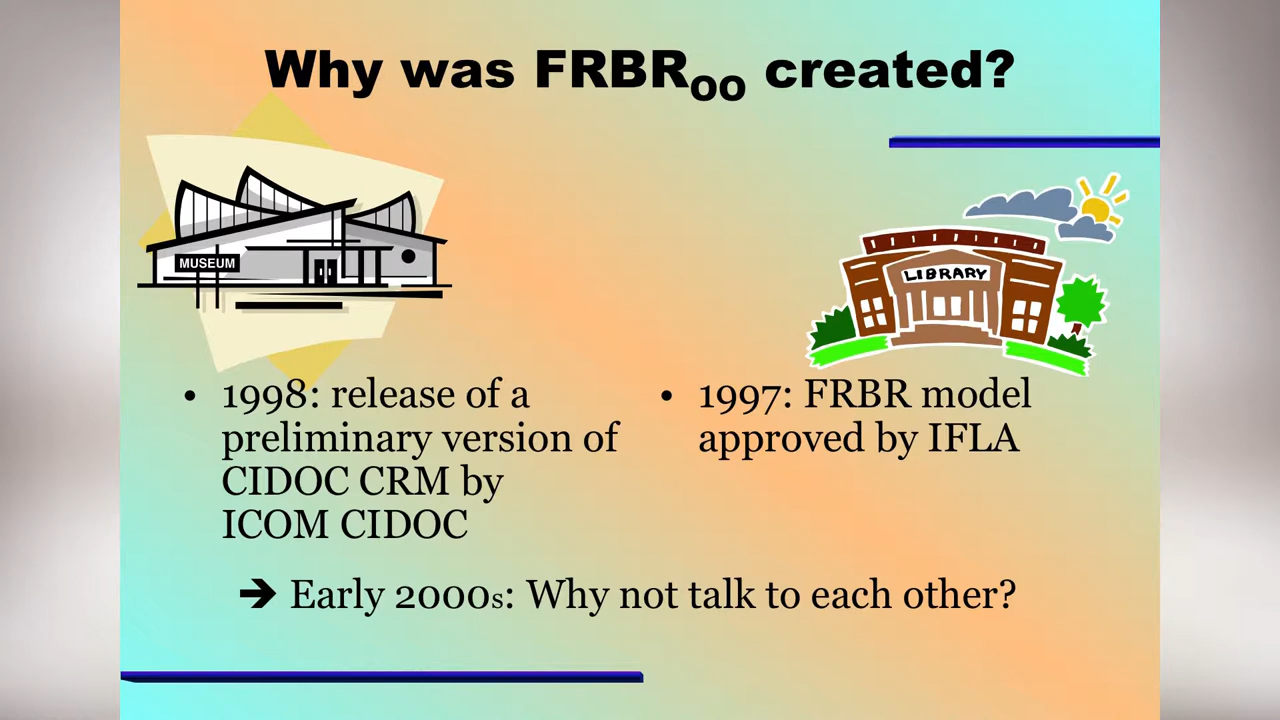 Why was FRBROO created?
MUSEUM
LIBRARY
• 1998: release of a
preliminary version of
CIDOC CRM by
ICOM CIDOC
• 1997: FRBR model
approved by IFLA
➔ Early 2000s: Why not talk to each other?